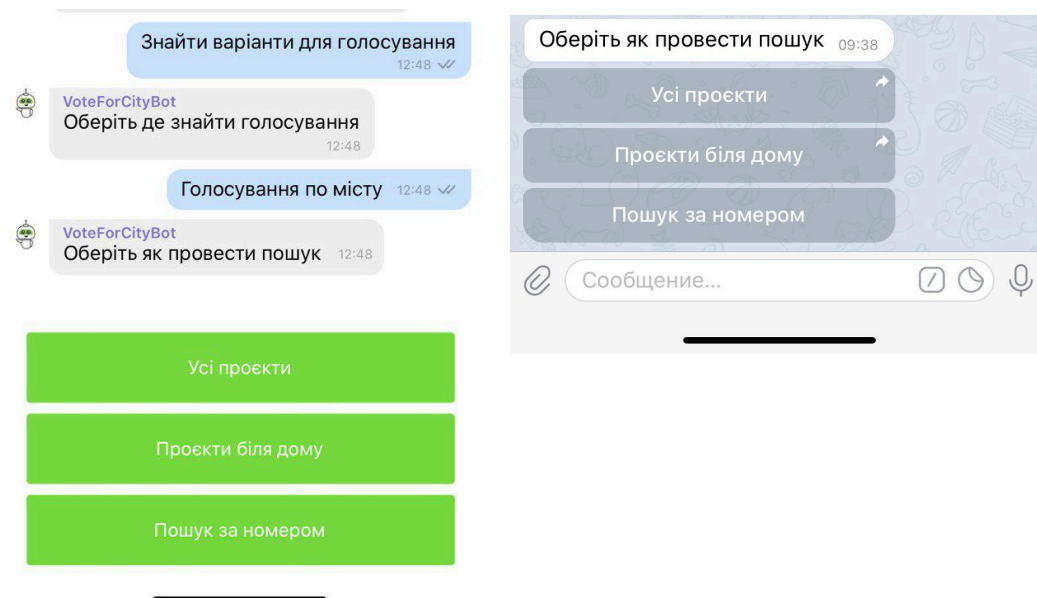 Знайти варіанти для голосування
12:48
VoteForCityBot
Оберіть де знайти голосування
12:48
Голосування по місту 12:48
VoteForCityBot
Оберіть як провести пошук 12:48
Усі проєкти
Проєкти біля дому
Пошук за номером
Оберіть як провести пошук 09:38
Усі проєкти
Проєкти біля дому
Пошук за номером
Сообщение...